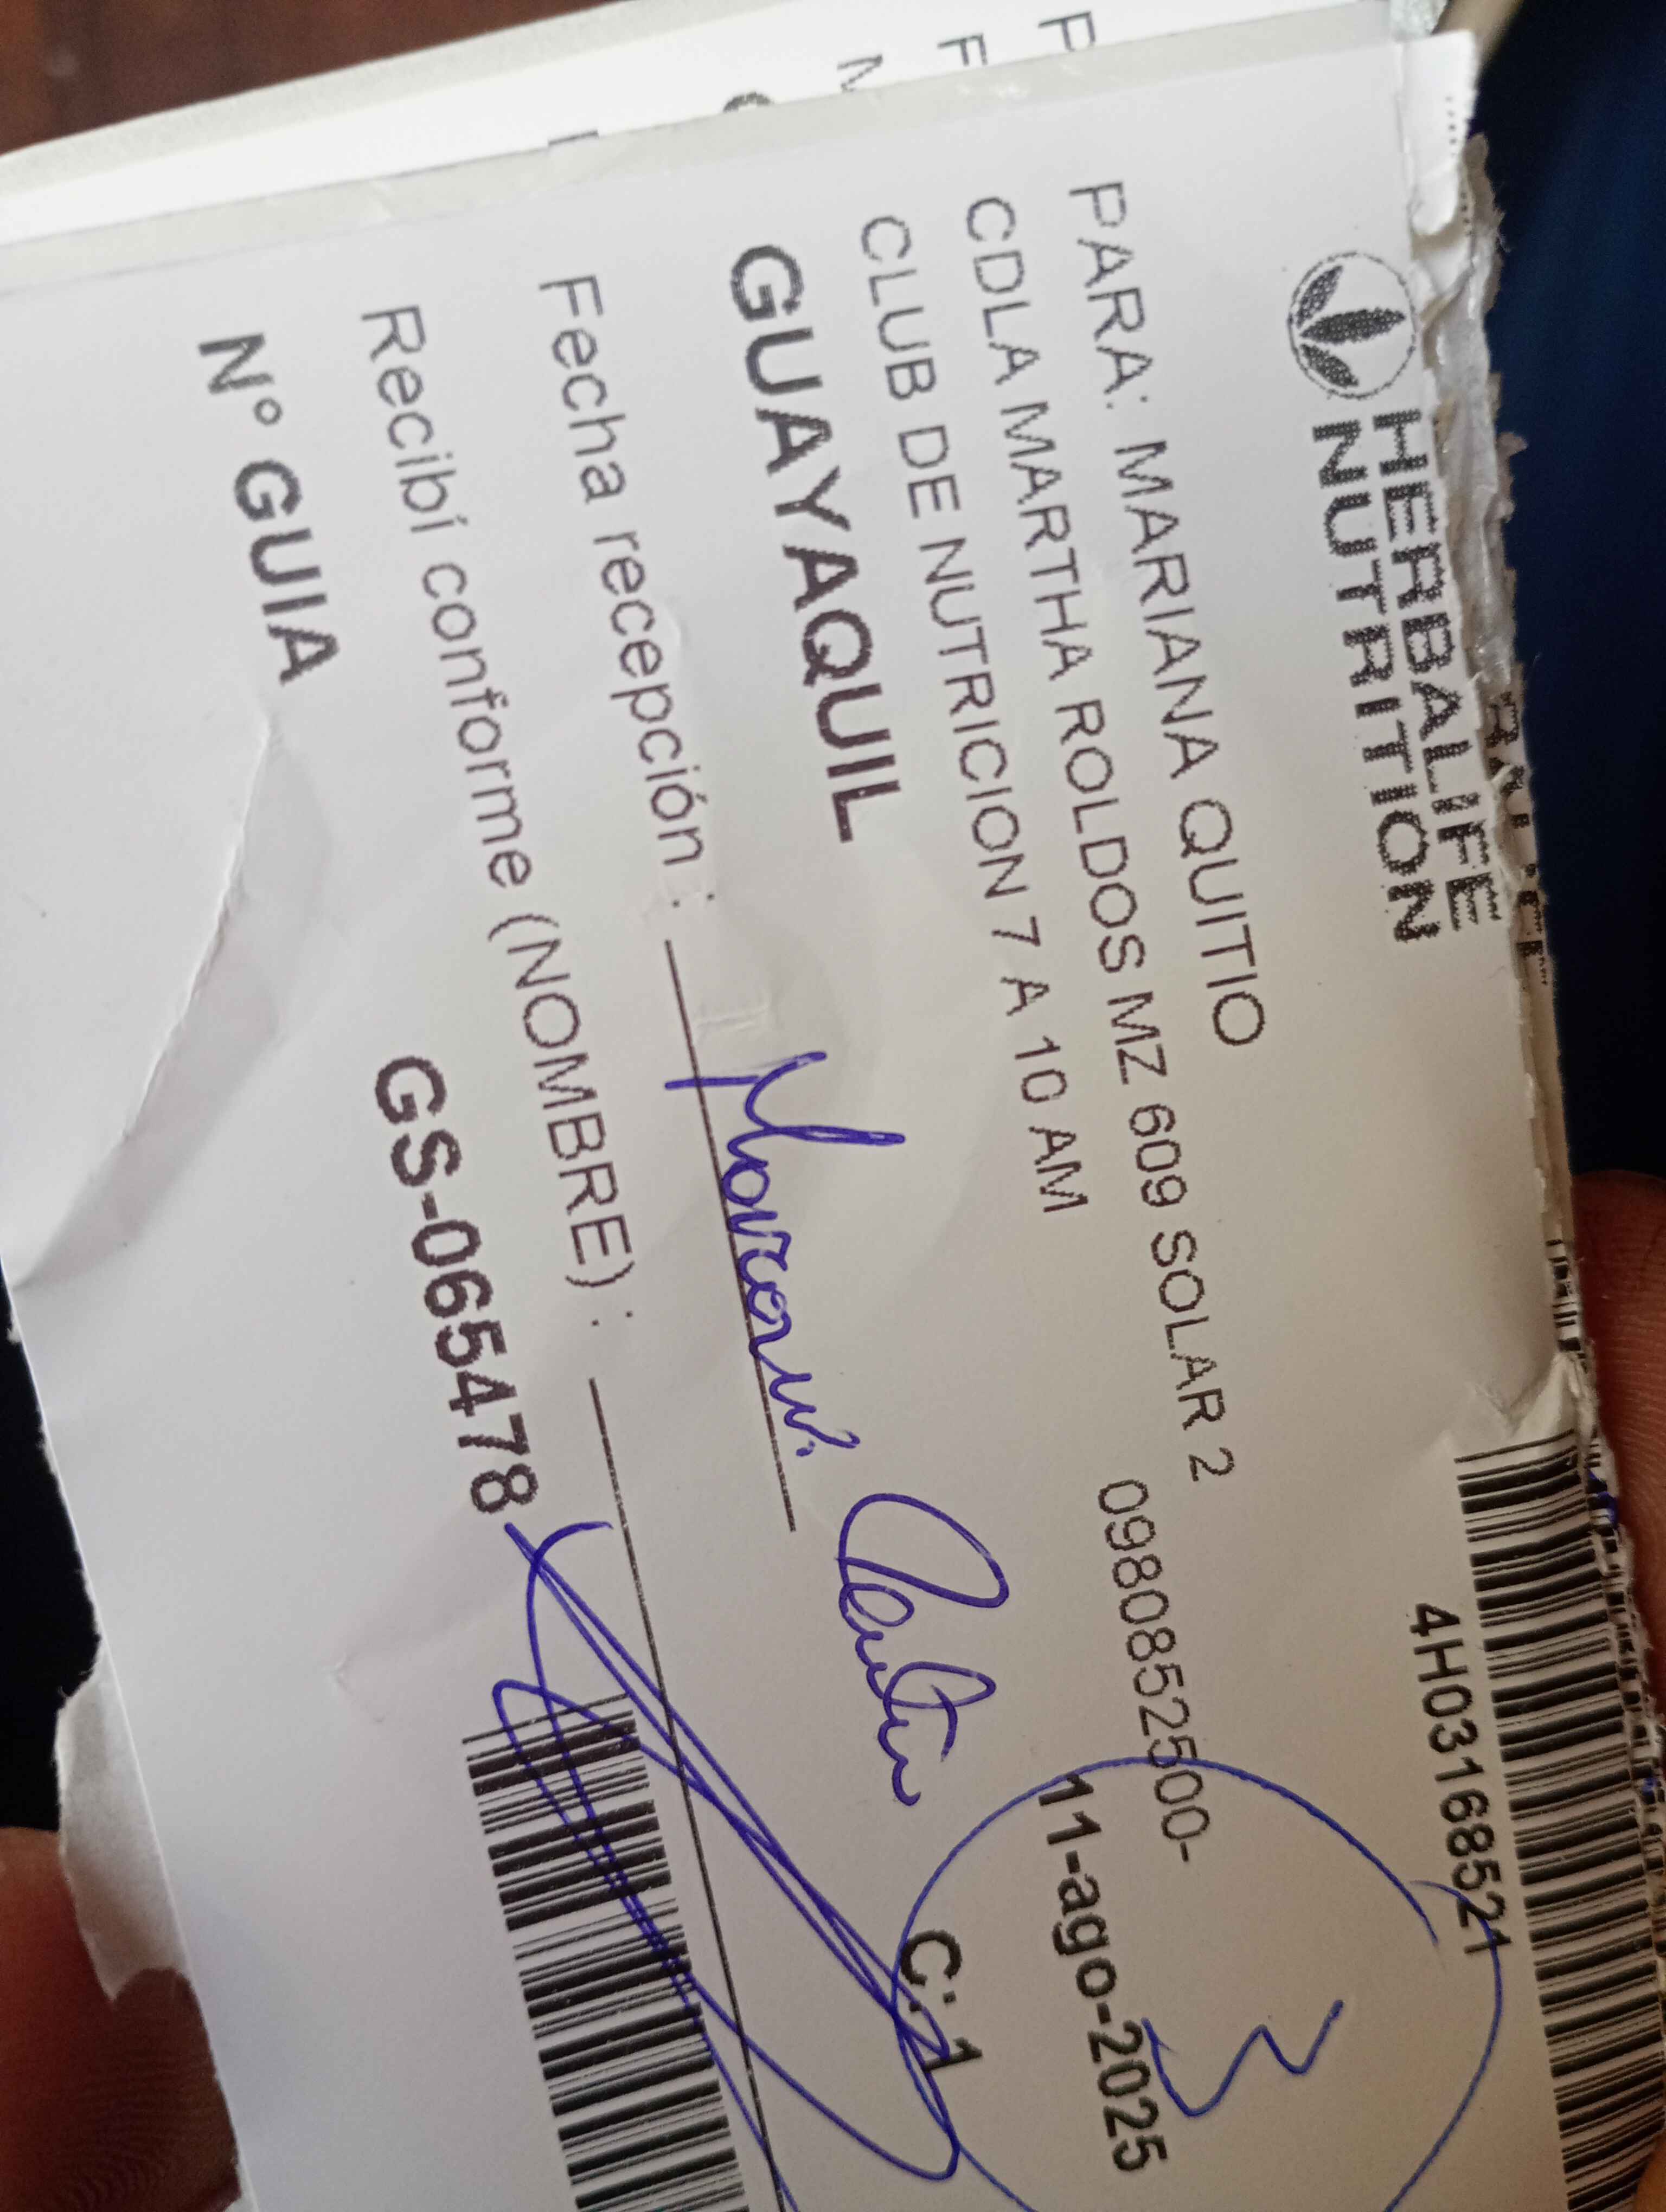 HERBALIFE
NUTRITION
4H03168521
PARA: MARIANA QUITIO
CDLA MARTHA ROLDOS MZ 609 SOLAR 2
0980852500-
CLUB DE NUTRICION 7 A 10 AM
11-ago-2025
GUAYAQUIL
C: 1
Fecha recepción :
Recibí conforme (NOMBRE) :
N° GUIA
GS-065478